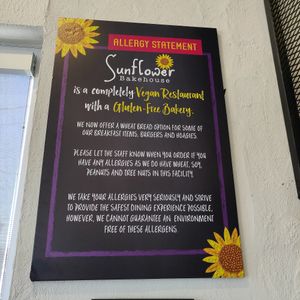 ALLERGY STATEMENT
Sunflower
Bakehouse
is a completely Vegan Restaurant
with a Gluten-Free Bakery.
WE NOW OFFER A WHEAT BREAD OPTION FOR SOME OF
OUR BREAKFAST ITEMS, BURGERS AND HOAGIES.
PLEASE LET THE STAFF KNOW WHEN YOU ORDER IF YOU
HAVE ANY ALLERGIES AS WE DO HAVE WHEAT, SOY,
PEANUTS AND TREE NUTS IN THIS FACILITY.
WE TAKE YOUR ALLERGIES VERY SERIOUSLY AND STRIVE
TO PROVIDE THE SAFEST DINING EXPERIENCE POSSIBLE,
HOWEVER, WE CANNOT GUARANTEE AN ENVIRONMENT
FREE OF THESE ALLERGENS.